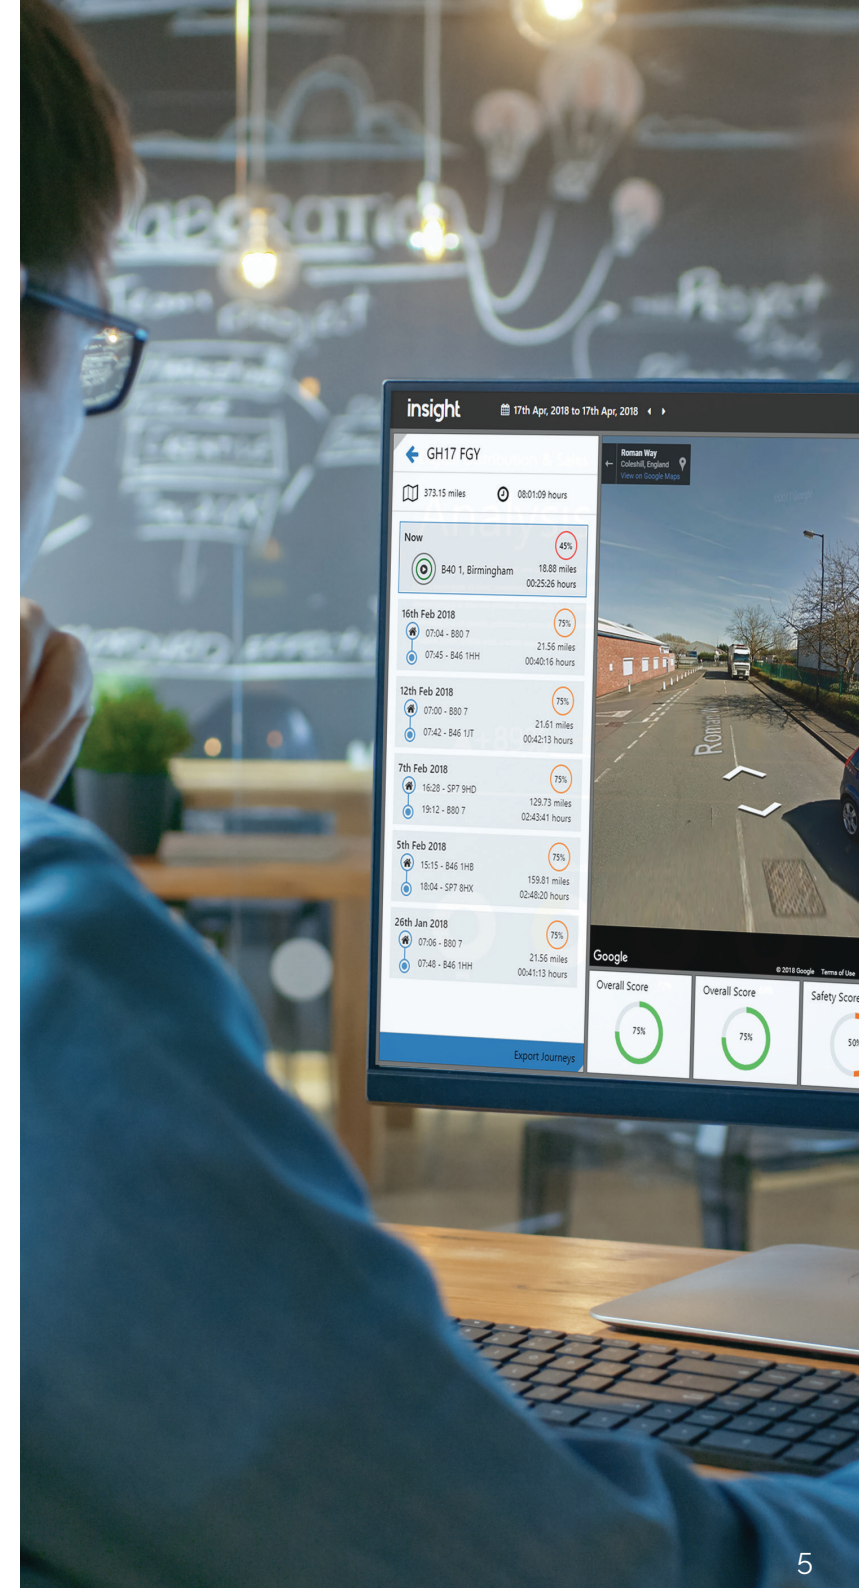 insight
17th Apr, 2018 to 17th Apr, 2018
GH17 FGY
373.15 miles 08:01:09 hours
Now
45%
B40 1, Birmingham
18.88 miles
00:25:26 hours
16th Feb 2018
75%
07:04 - B80 7
21.56 miles
07:45 - B46 1HH
00:40:16 hours
12th Feb 2018
75%
07:00 - B80 7
21.61 miles
07:42 - B46 1JT
00:42:13 hours
7th Feb 2018
75%
16:28 - SP7 9HD
129.73 miles
19:12 - B80 7
02:43:41 hours
5th Feb 2018
75%
15:15 - B46 1HB
159.81 miles
18:04 - SP7 8HX
02:48:20 hours
26th Jan 2018
75%
07:06 - B80 7
21.56 miles
07:48 - B46 1HH
00:41:13 hours
Export Journeys
Roman Way
Coleshill, England
View on Google Maps
Google
© 2018 Google Terms of Use
Overall Score
75%
Overall Score
75%
Safety Score
Project
5